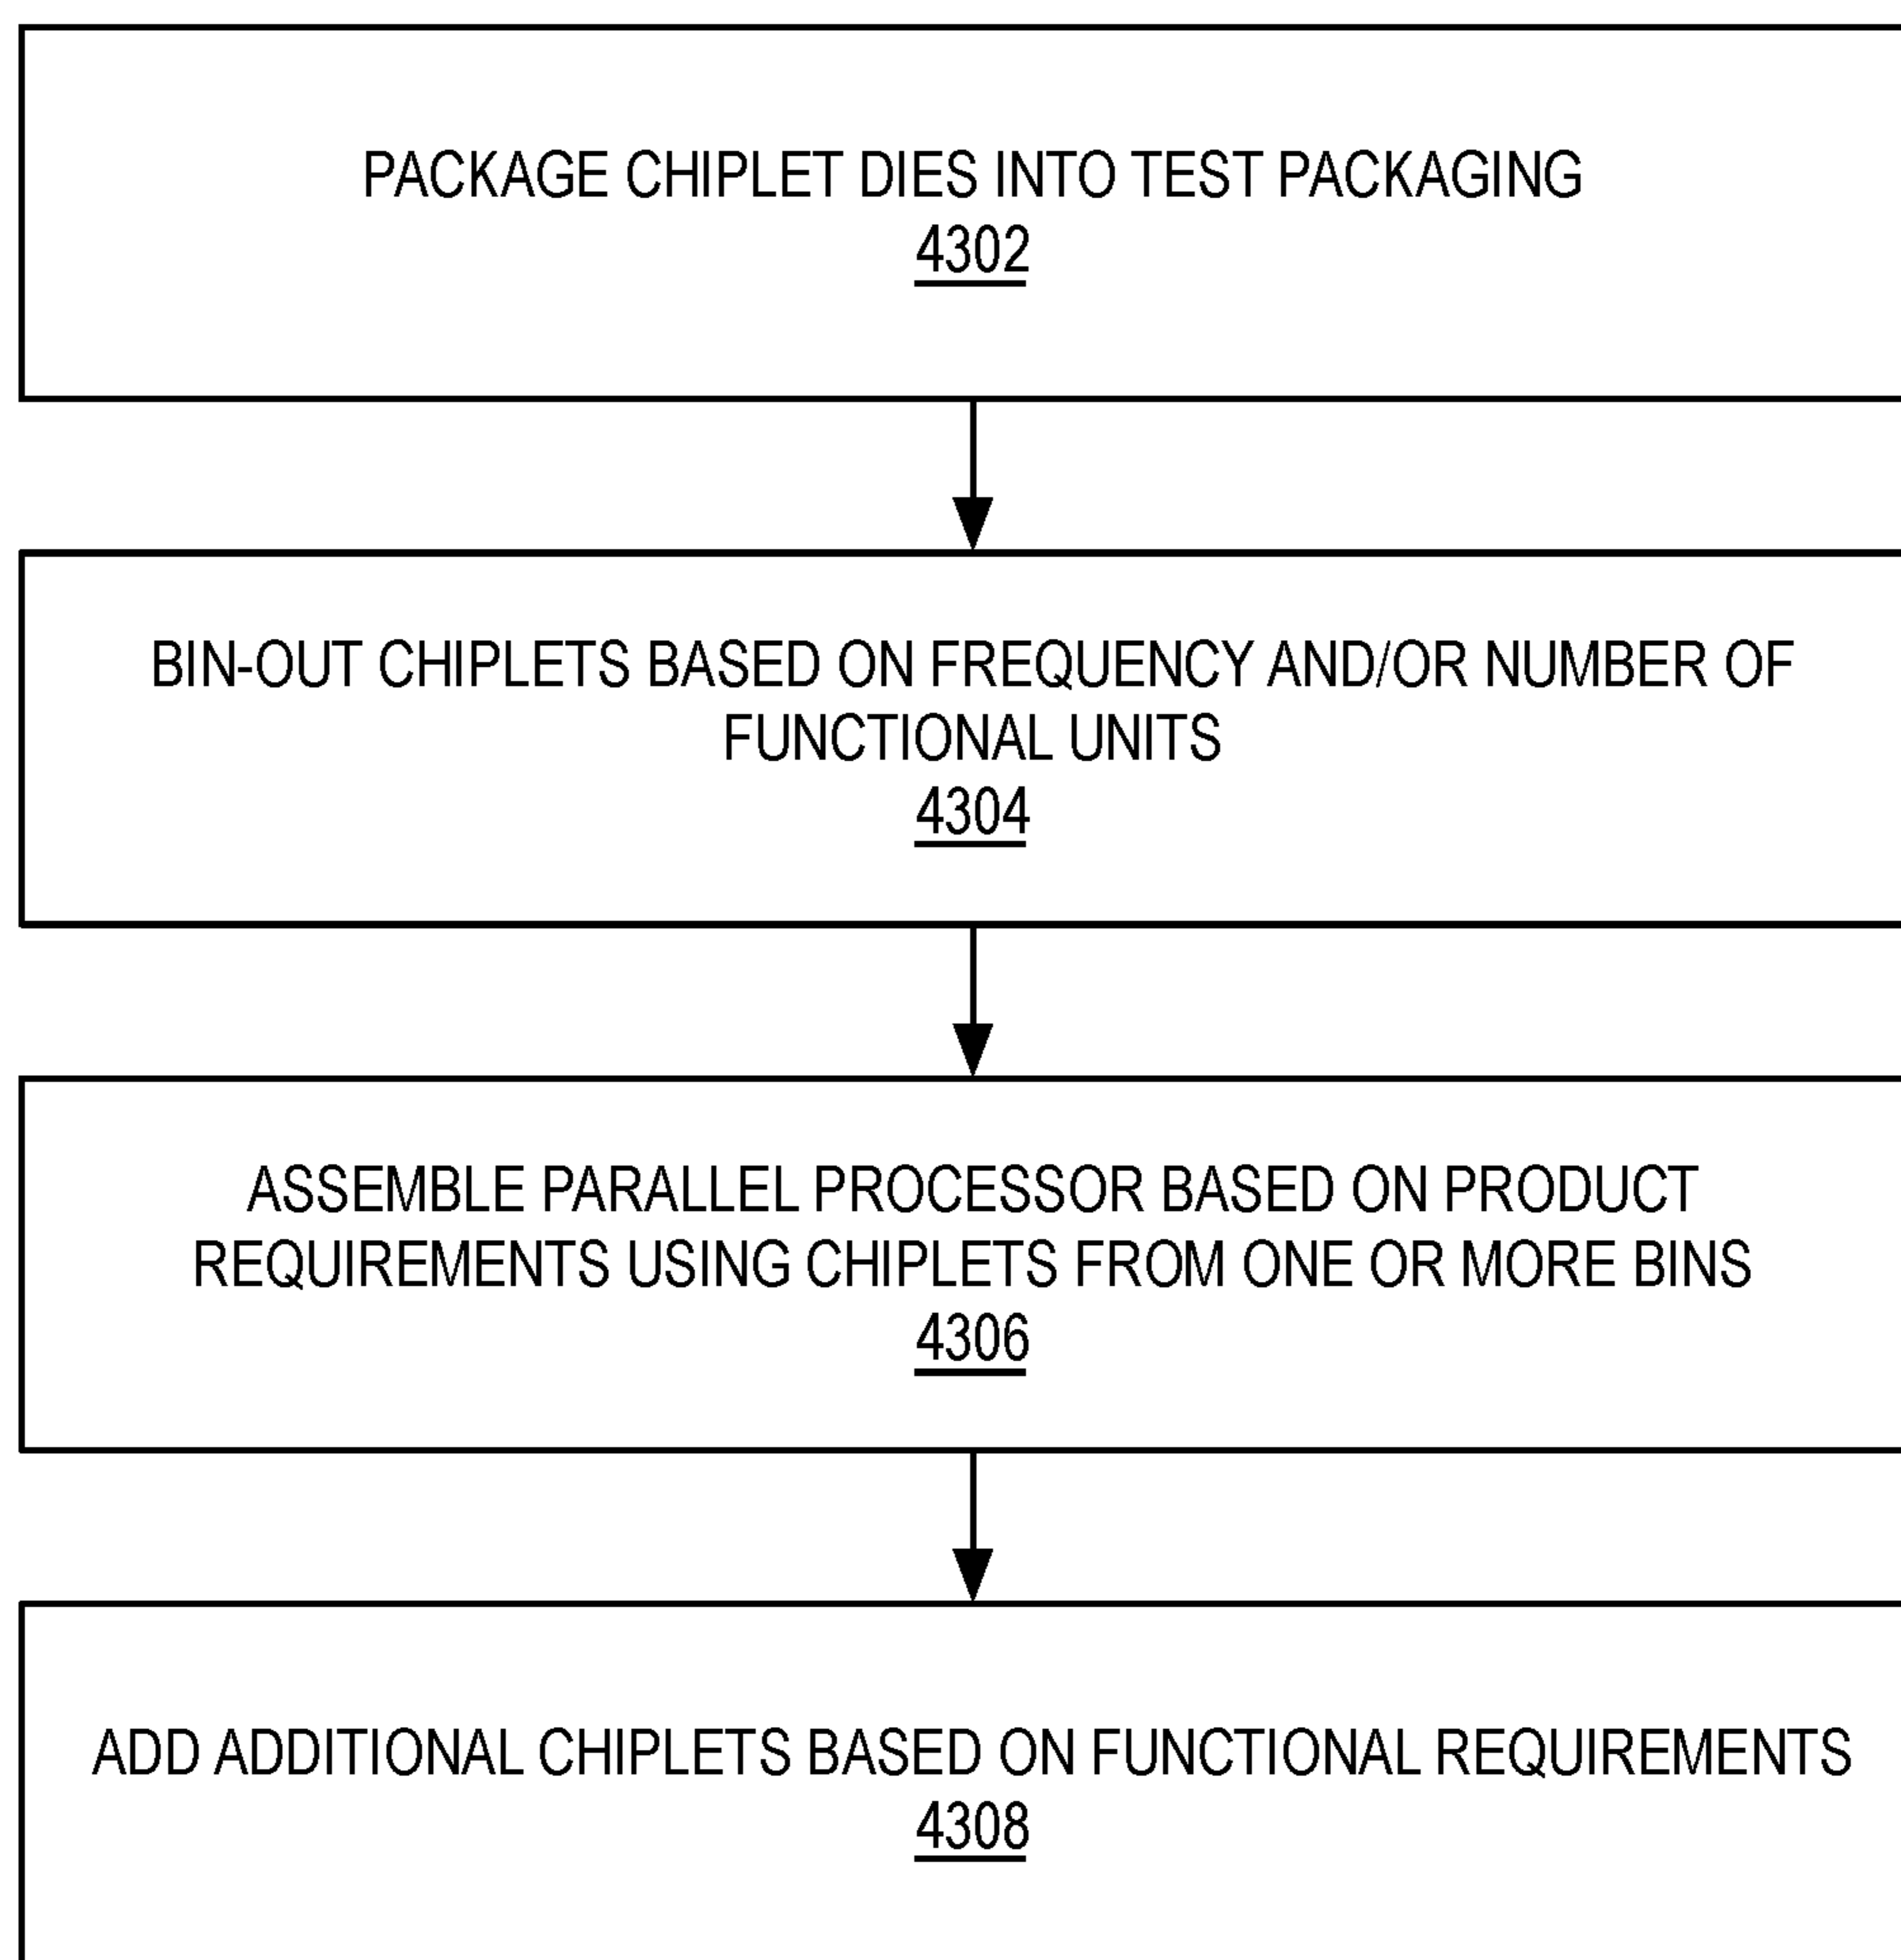 PACKAGE CHIPLET DIES INTO TEST PACKAGING
4302
BIN-OUT CHIPLETS BASED ON FREQUENCY AND/OR NUMBER OF
FUNCTIONAL UNITS
4304
ASSEMBLE PARALLEL PROCESSOR BASED ON PRODUCT
REQUIREMENTS USING CHIPLETS FROM ONE OR MORE BINS
4306
ADD ADDITIONAL CHIPLETS BASED ON FUNCTIONAL REQUIREMENTS
4308